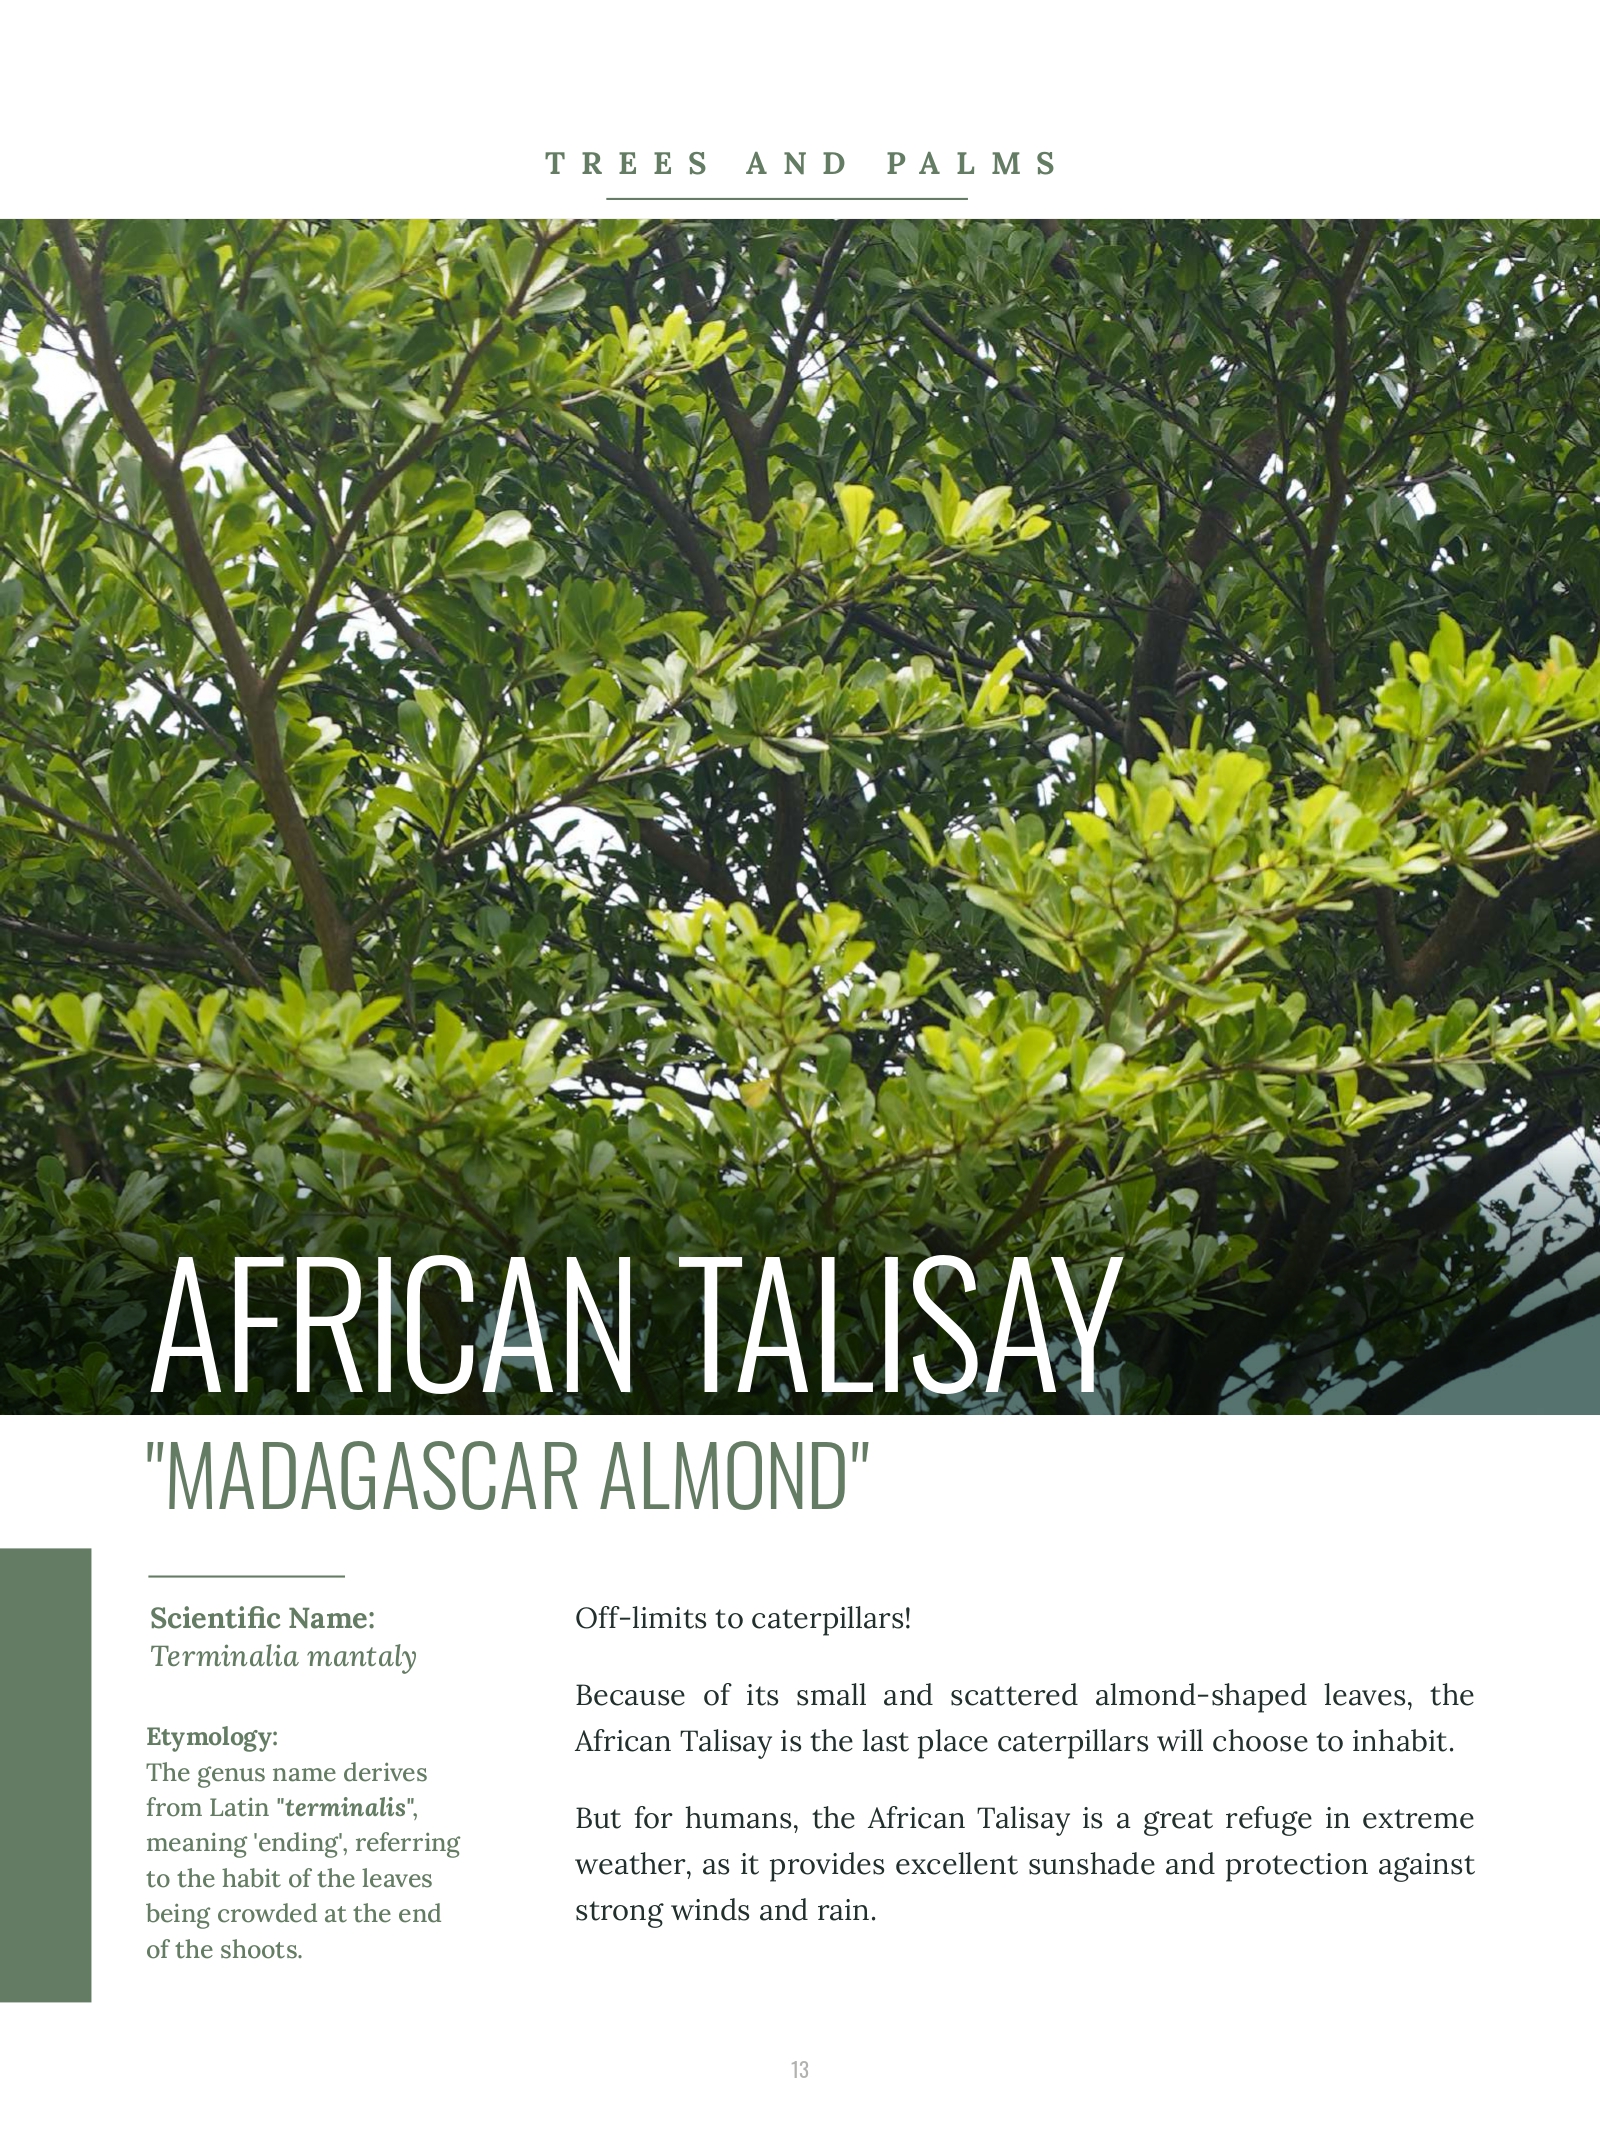 TREES AND PALMS
AFRICAN TALISAY
"MADAGASCAR ALMOND"
Scientific Name:
Terminalia mantaly
Etymology:
The genus name derives
from Latin "terminalis",
meaning 'ending', referring
to the habit of the leaves
being crowded at the end
of the shoots.
Off-limits to caterpillars!
Because of its small and scattered almond-shaped leaves, the
African Talisay is the last place caterpillars will choose to inhabit.
But for humans, the African Talisay is a great refuge in extreme
weather, as it provides excellent sunshade and protection against
strong winds and rain.
13